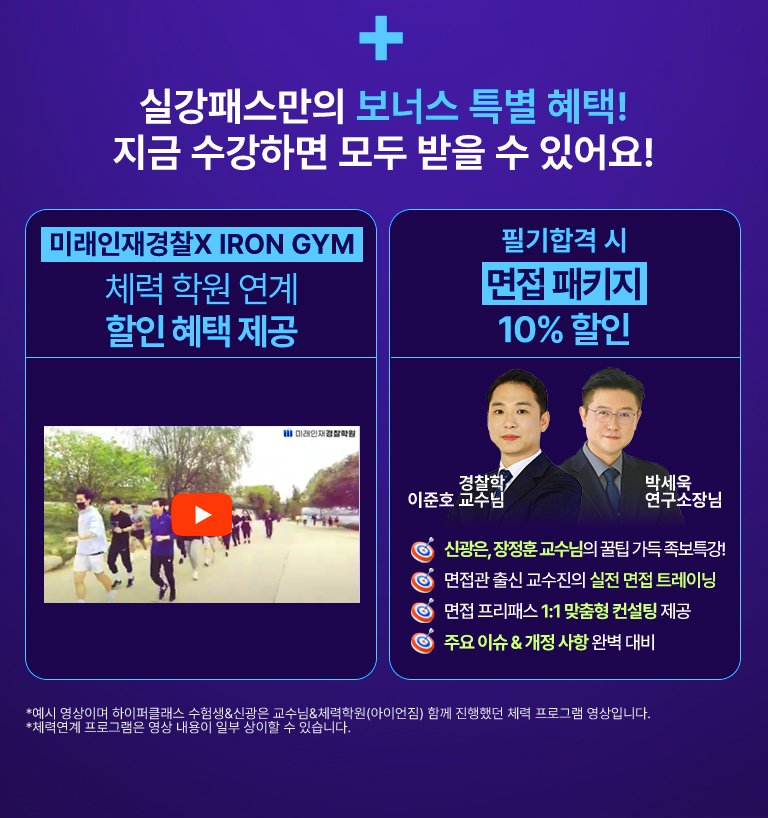 실강패스만의 보너스 특별 혜택!
지금 수강하면 모두 받을 수 있어요!
미래인재경찰X IRON GYM
체력 학원 연계
할인 혜택 제공
미래인재경찰학원
필기합격 시
면접 패키지
10% 할인
경찰학
이준호 교수님
박세욱
연구소장님
신광은, 장정훈 교수님의 꿀팁 가득 족보특강!
면접관 출신 교수진의 실전 면접 트레이닝
면접 프리패스 1:1 맞춤형 컨설팅 제공
주요 이슈 & 개정 사항 완벽 대비
*예시 영상이며 하이퍼클래스 수험생&신광은 교수님&체력학원(아이언짐) 함께 진행했던 체력 프로그램 영상입니다.
*체력연계 프로그램은 영상 내용이 일부 상이할 수 있습니다.